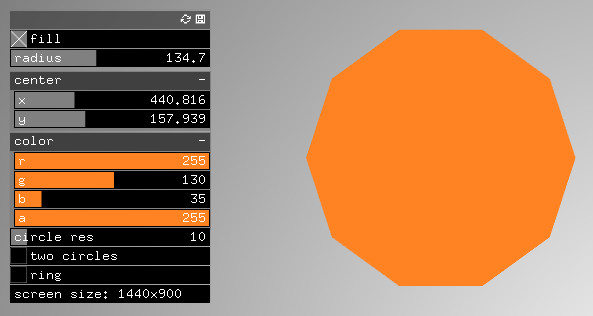 fill
radius 134.7
center -
x 440.816
y 157.939
color -
r 255
g 130
b 35
a 255
circle res 10
two circles
ring
screen size: 1440x900